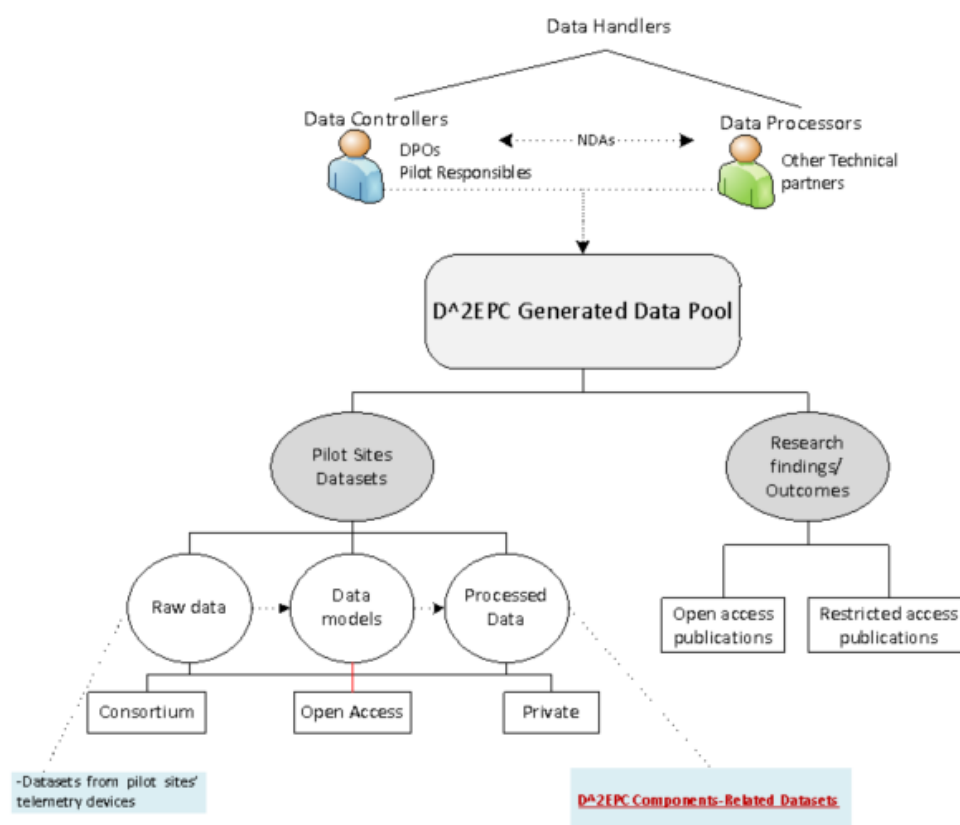 Data Handlers
Data Controllers
DPOs
Pilot Responsibles
NDAs
Data Processors
Other Technical
partners
D^2EPC Generated Data Pool
Pilot Sites
Datasets
Research
findings/
Outcomes
Raw data
Data
models
Processed
Data
Open access
publications
Restricted access
publications
Consortium
Open Access
Private
-Datasets from pilot sites'
telemetry devices
D^2EPC Components-Related Datasets